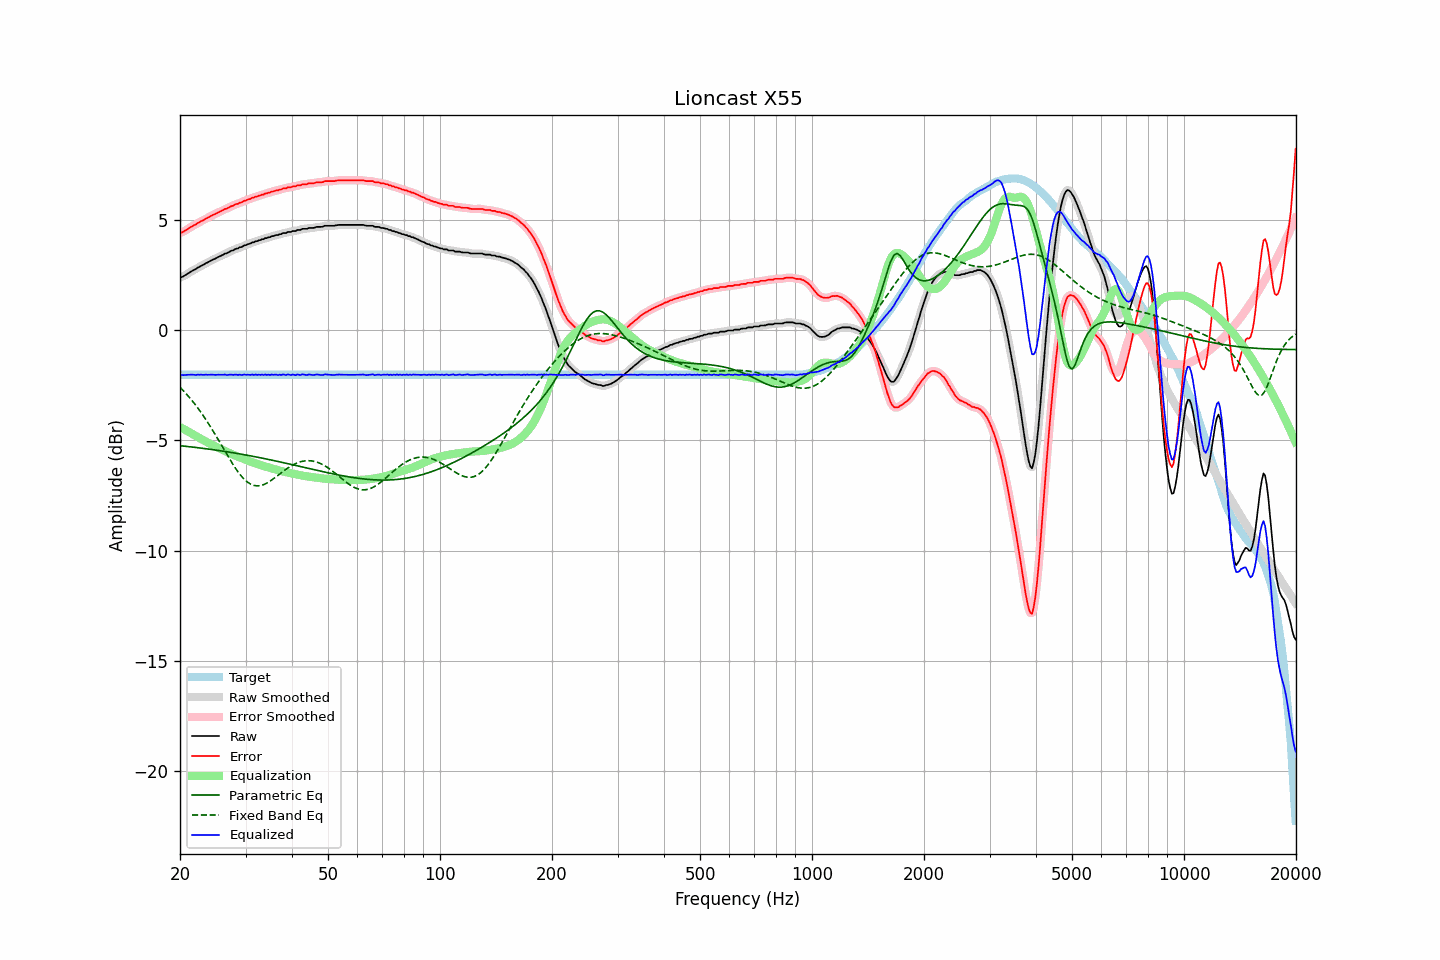 Lioncast X55
Amplitude (dBr)
5
0
−5
−10
−15
−20
Target
Raw Smoothed
Error Smoothed
Raw
Error
Equalization
Parametric Eq
Fixed Band Eq
Equalized
20 50 100 200 500 1000 2000 5000 10000 20000
Frequency (Hz)